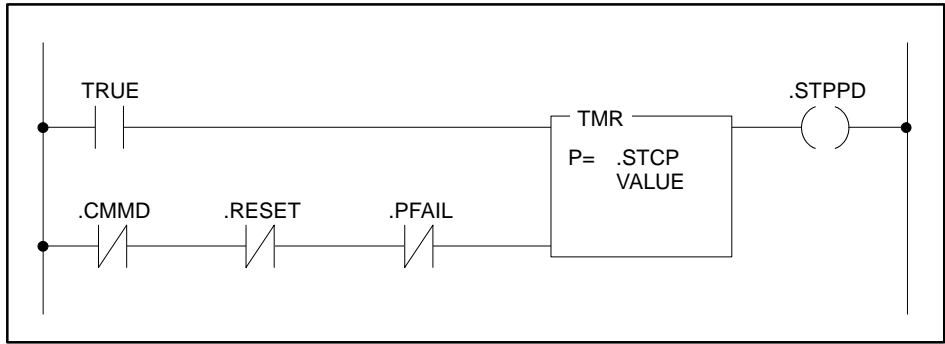 TRUE
.STPPD
TMR
P= .STCP
VALUE
.CMMD
.RESET
.PFAIL